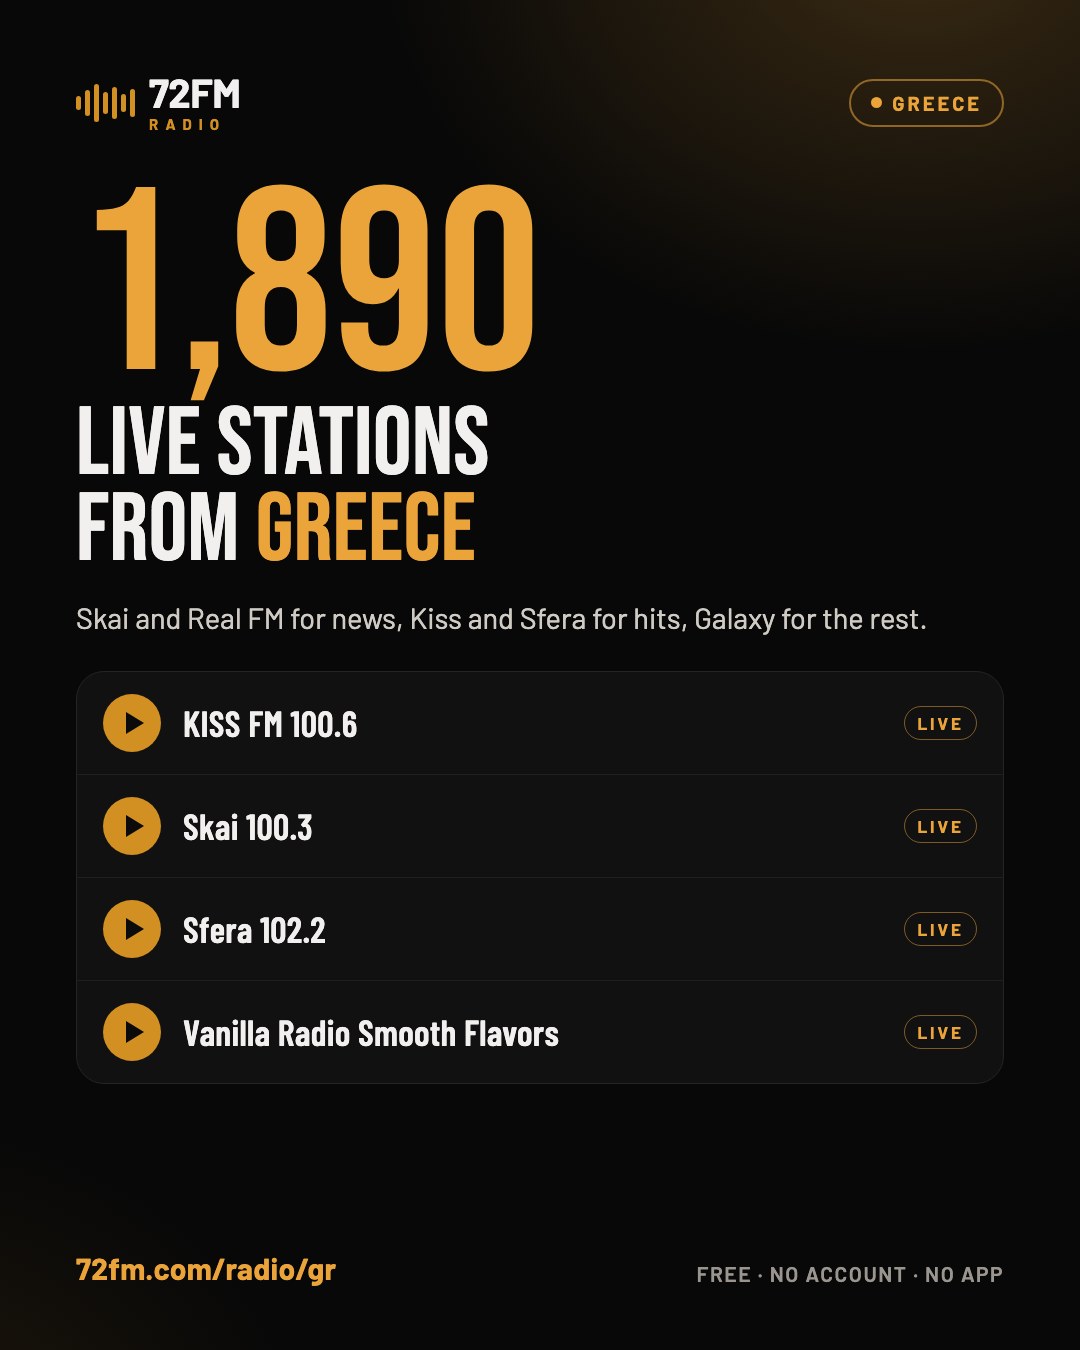 72FM
RADIO
GREECE
1,890
LIVE STATIONS
FROM GREECE
Skai and Real FM for news, Kiss and Sfera for hits, Galaxy for the rest.
KISS FM 100.6
LIVE
Skai 100.3
LIVE
Sfera 102.2
LIVE
Vanilla Radio Smooth Flavors
LIVE
72fm.com/radio/gr
FREE · NO ACCOUNT · NO APP